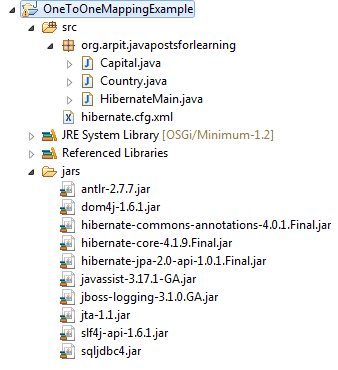 OneToOneMappingExample
src
org.arpit.javapostsforlearning
Capital.java
Country.java
HibernateMain.java
hibernate.cfg.xml
JRE System Library [OSGi/Minimum-1.2]
Referenced Libraries
jars
antlr-2.7.7.jar
dom4j-1.6.1.jar
hibernate-commons-annotations-4.0.1.Final.jar
hibernate-core-4.1.9.Final.jar
hibernate-jpa-2.0-api-1.0.1.Final.jar
javassist-3.17.1-GA.jar
jboss-logging-3.1.0.GA.jar
jta-1.1.jar
slf4j-api-1.6.1.jar
sqljdbc4.jar